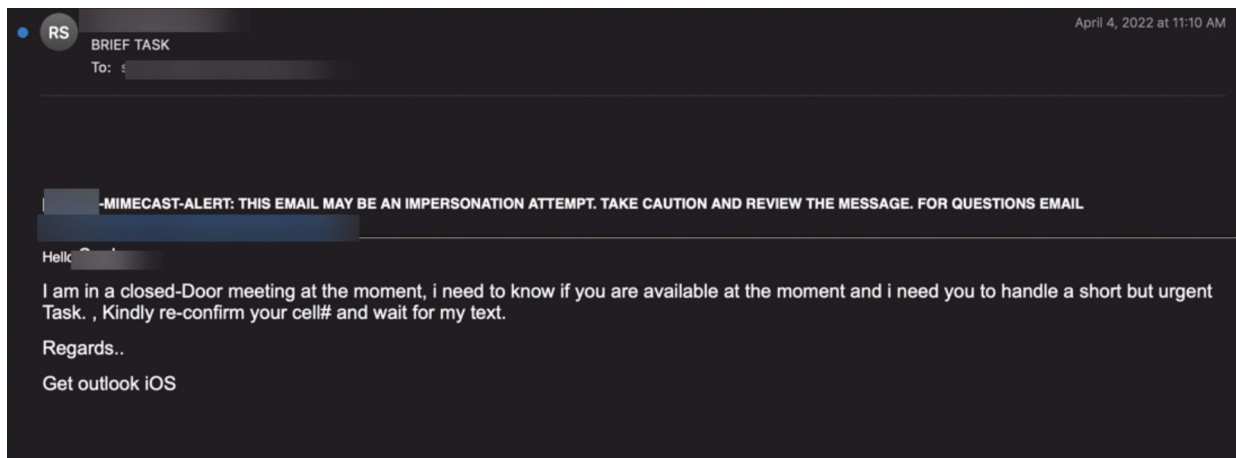 RS
April 4, 2022 at 11:10 AM
BRIEF TASK
To:
-MIMECAST-ALERT: THIS EMAIL MAY BE AN IMPERSONATION ATTEMPT. TAKE CAUTION AND REVIEW THE MESSAGE. FOR QUESTIONS EMAIL
Hello
I am in a closed-Door meeting at the moment, i need to know if you are available at the moment and i need you to handle a short but urgent
Task. , Kindly re-confirm your cell# and wait for my text.
Regards..
Get outlook iOS